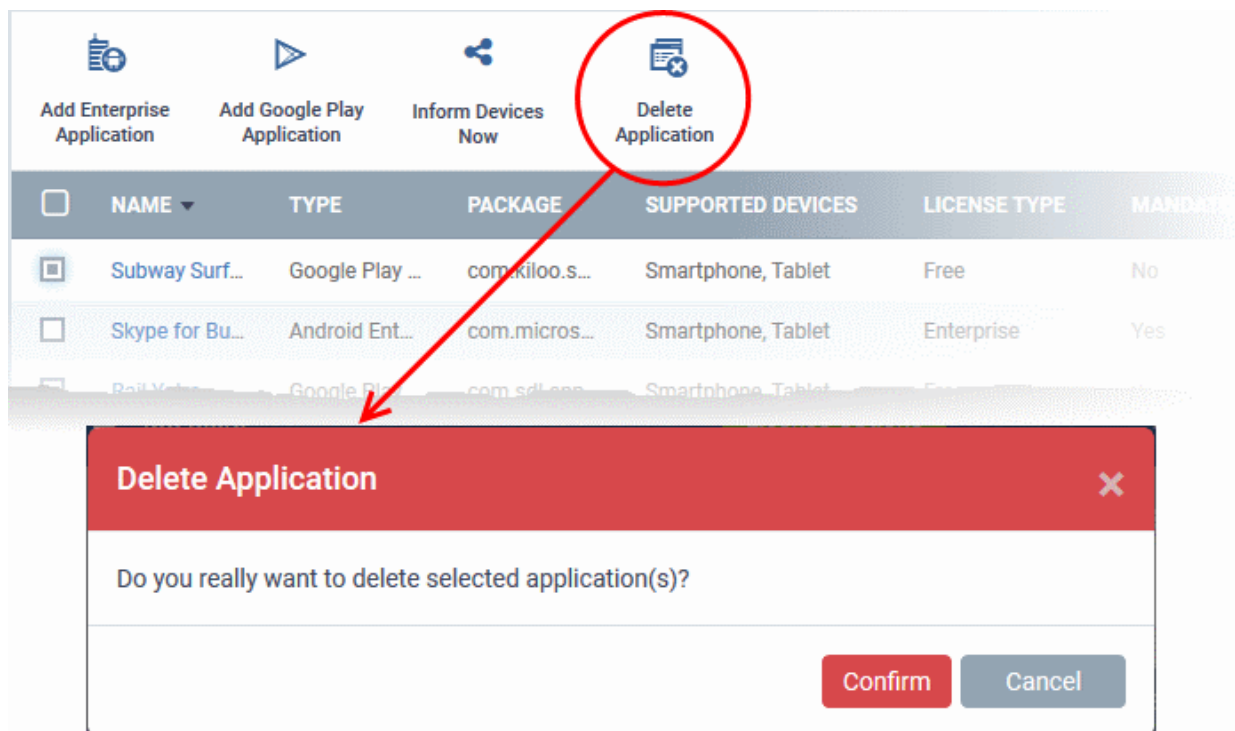 Add Enterprise Application
Add Google Play Application
Inform Devices Now
Delete Application
NAME TYPE PACKAGE SUPPORTED DEVICES LICENSE TYPE
Subway Surf... Google Play ... com.kiloo.s... Smartphone, Tablet Free No
Skype for Bu... Android Ent... com.micros... Smartphone, Tablet Enterprise Yes
Smartphone, Tablet
Delete Application
Do you really want to delete selected application(s)?
Confirm Cancel